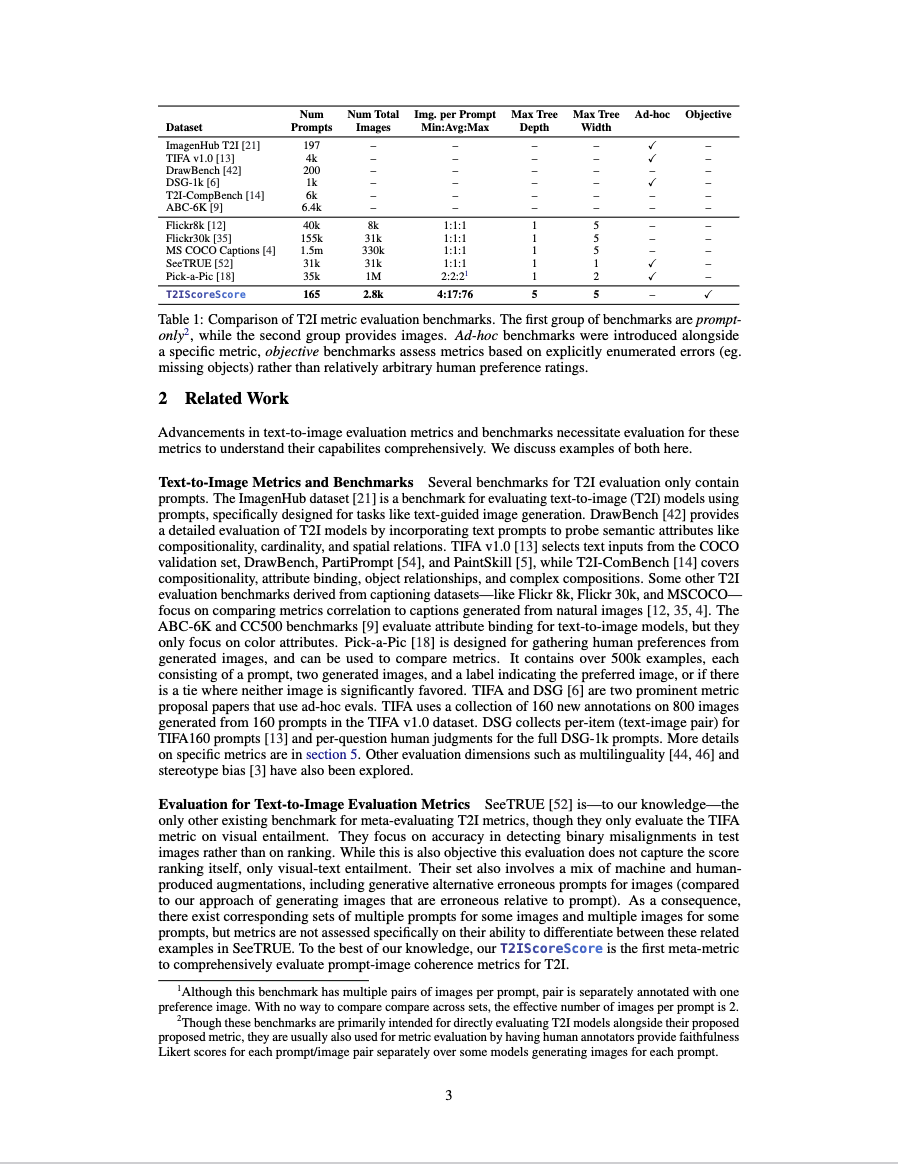 Dataset Num Prompts Num Total Images Img. per Prompt Min:Avg:Max Max Tree Depth Max Tree Width Ad-hoc Objective
ImagenHub T2I [21] 197 – – – – ✓ –
TIFA v1.0 [13] 4k – – – – ✓ –
DrawBench [42] 200 – – – – – –
DSG-1k [6] 1k – – – – ✓ –
T2I-CompBench [14] 6k – – – – – –
ABC-6K [9] 6.4k – – – – – –
Flickr8k [12] 40k 8k 1:1:1 1 5 – –
Flickr30k [35] 155k 31k 1:1:1 1 5 – –
MS COCO Captions [4] 1.5m 330k 1:1:1 1 5 – –
SeeTRUE [52] 31k 31k 1:1:1 1 1 ✓ –
Pick-a-Pic [18] 35k 1M 2:2:2¹ 1 2 ✓ –
T2IScoreScore 165 2.8k 4:17:76 5 5 – ✓
Table 1: Comparison of T2I metric evaluation benchmarks. The first group of benchmarks are prompt-
only², while the second group provides images. Ad-hoc benchmarks were introduced alongside
a specific metric, objective benchmarks assess metrics based on explicitly enumerated errors (eg.
missing objects) rather than relatively arbitrary human preference ratings.
2 Related Work
Advancements in text-to-image evaluation metrics and benchmarks necessitate evaluation for these
metrics to understand their capabilites comprehensively. We discuss examples of both here.
Text-to-Image Metrics and Benchmarks Several benchmarks for T2I evaluation only contain
prompts. The ImagenHub dataset [21] is a benchmark for evaluating text-to-image (T2I) models using
prompts, specifically designed for tasks like text-guided image generation. DrawBench [42] provides
a detailed evaluation of T2I models by incorporating text prompts to probe semantic attributes like
compositionality, cardinality, and spatial relations. TIFA v1.0 [13] selects text inputs from the COCO
validation set, DrawBench, PartiPrompt [54], and PaintSkill [5], while T2I-ComBench [14] covers
compositionality, attribute binding, object relationships, and complex compositions. Some other T2I
evaluation benchmarks derived from captioning datasets—like Flickr 8k, Flickr 30k, and MSCOCO—
focus on comparing metrics correlation to captions generated from natural images [12, 35, 4]. The
ABC-6K and CC500 benchmarks [9] evaluate attribute binding for text-to-image models, but they
only focus on color attributes. Pick-a-Pic [18] is designed for gathering human preferences from
generated images, and can be used to compare metrics. It contains over 500k examples, each
consisting of a prompt, two generated images, and a label indicating the preferred image, or if there
is a tie where neither image is significantly favored. TIFA and DSG [6] are two prominent metric
proposal papers that use ad-hoc evals. TIFA uses a collection of 160 new annotations on 800 images
generated from 160 prompts in the TIFA v1.0 dataset. DSG collects per-item (text-image pair) for
TIFA160 prompts [13] and per-question human judgments for the full DSG-1k prompts. More details
on specific metrics are in section 5. Other evaluation dimensions such as multilinguality [44, 46] and
stereotype bias [3] have also been explored.
Evaluation for Text-to-Image Evaluation Metrics SeeTRUE [52] is—to our knowledge—the
only other existing benchmark for meta-evaluating T2I metrics, though they only evaluate the TIFA
metric on visual entailment. They focus on accuracy in detecting binary misalignments in test
images rather than on ranking. While this is also objective this evaluation does not capture the score
ranking itself, only visual-text entailment. Their set also involves a mix of machine and human-
produced augmentations, including generative alternative erroneous prompts for images (compared
to our approach of generating images that are erroneous relative to prompt). As a consequence,
there exist corresponding sets of multiple prompts for some images and multiple images for some
prompts, but metrics are not assessed specifically on their ability to differentiate between these related
examples in SeeTRUE. To the best of our knowledge, our T2IScoreScore is the first meta-metric
to comprehensively evaluate prompt-image coherence metrics for T2I.
¹Although this benchmark has multiple pairs of images per prompt, pair is separately annotated with one
preference image. With no way to compare compare across sets, the effective number of images per prompt is 2.
²Though these benchmarks are primarily intended for directly evaluating T2I models alongside their proposed
proposed metric, they are usually also used for metric evaluation by having human annotators provide faithfulness
Likert scores for each prompt/image pair separately over some models generating images for each prompt.
3